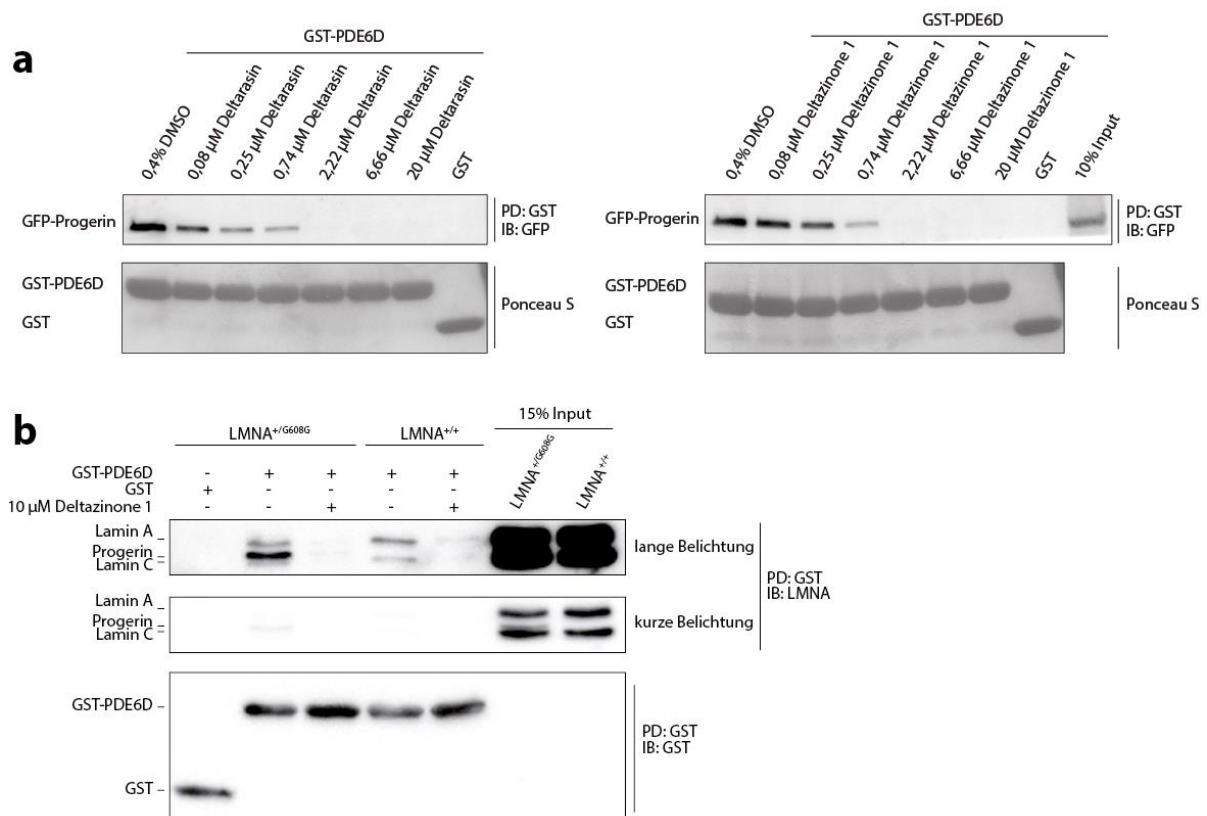 a
GST-PDE6D
0,4% DMSO
0,08 µM Deltarasin
0,25 µM Deltarasin
0,74 µM Deltarasin
2,22 µM Deltarasin
6,66 µM Deltarasin
20 µM Deltarasin
GST
GFP-Progerin
PD: GST
IB: GFP
GST-PDE6D
GST
Ponceau S
GST-PDE6D
0,4% DMSO
0,08 µM Deltazinone 1
0,25 µM Deltazinone 1
0,74 µM Deltazinone 1
2,22 µM Deltazinone 1
6,66 µM Deltazinone 1
20 µM Deltazinone 1
GST
10% Input
GFP-Progerin
PD: GST
IB: GFP
GST-PDE6D
GST
Ponceau S
b
LMNA+/G608G
LMNA+/+
15% Input
LMNA+/G608G
LMNA+/+
GST-PDE6D - + + + +
GST + - - - -
10 µM Deltazinone 1 - - + - +
Lamin A
Progerin
Lamin C
lange Belichtung
Lamin A
Progerin
Lamin C
kurze Belichtung
PD: GST
IB: LMNA
GST-PDE6D
GST
PD: GST
IB: GST